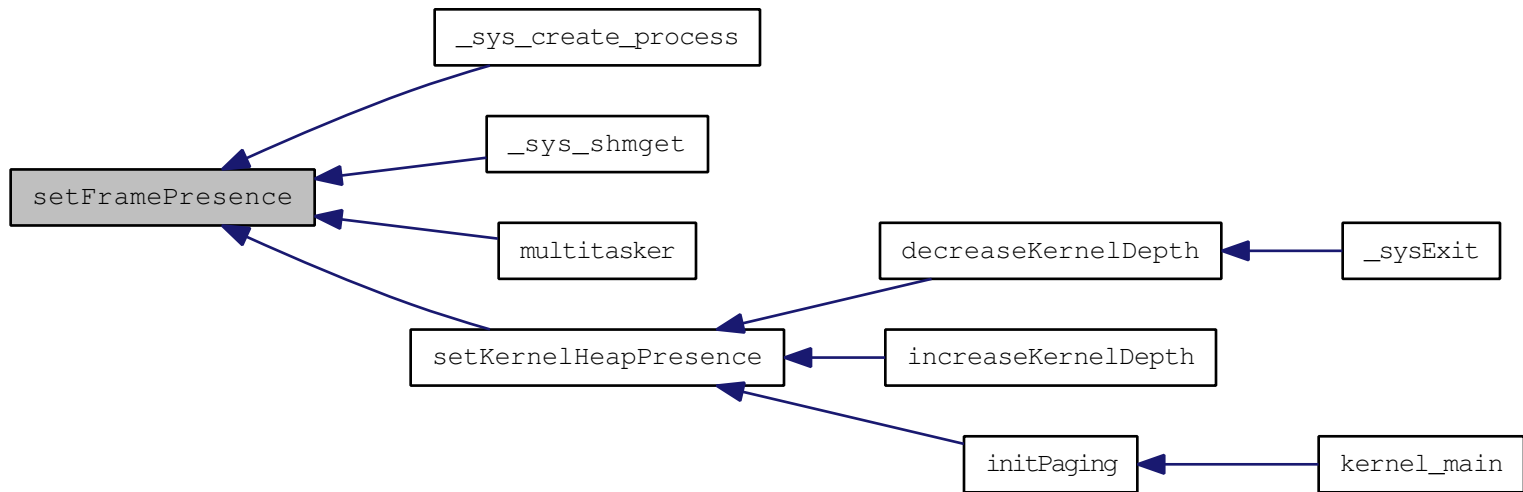 _sys_create_process
_sys_shmget
setFramePresence
multitasker
decreaseKernelDepth
_sysExit
setKernelHeapPresence
increaseKernelDepth
initPaging
kernel_main